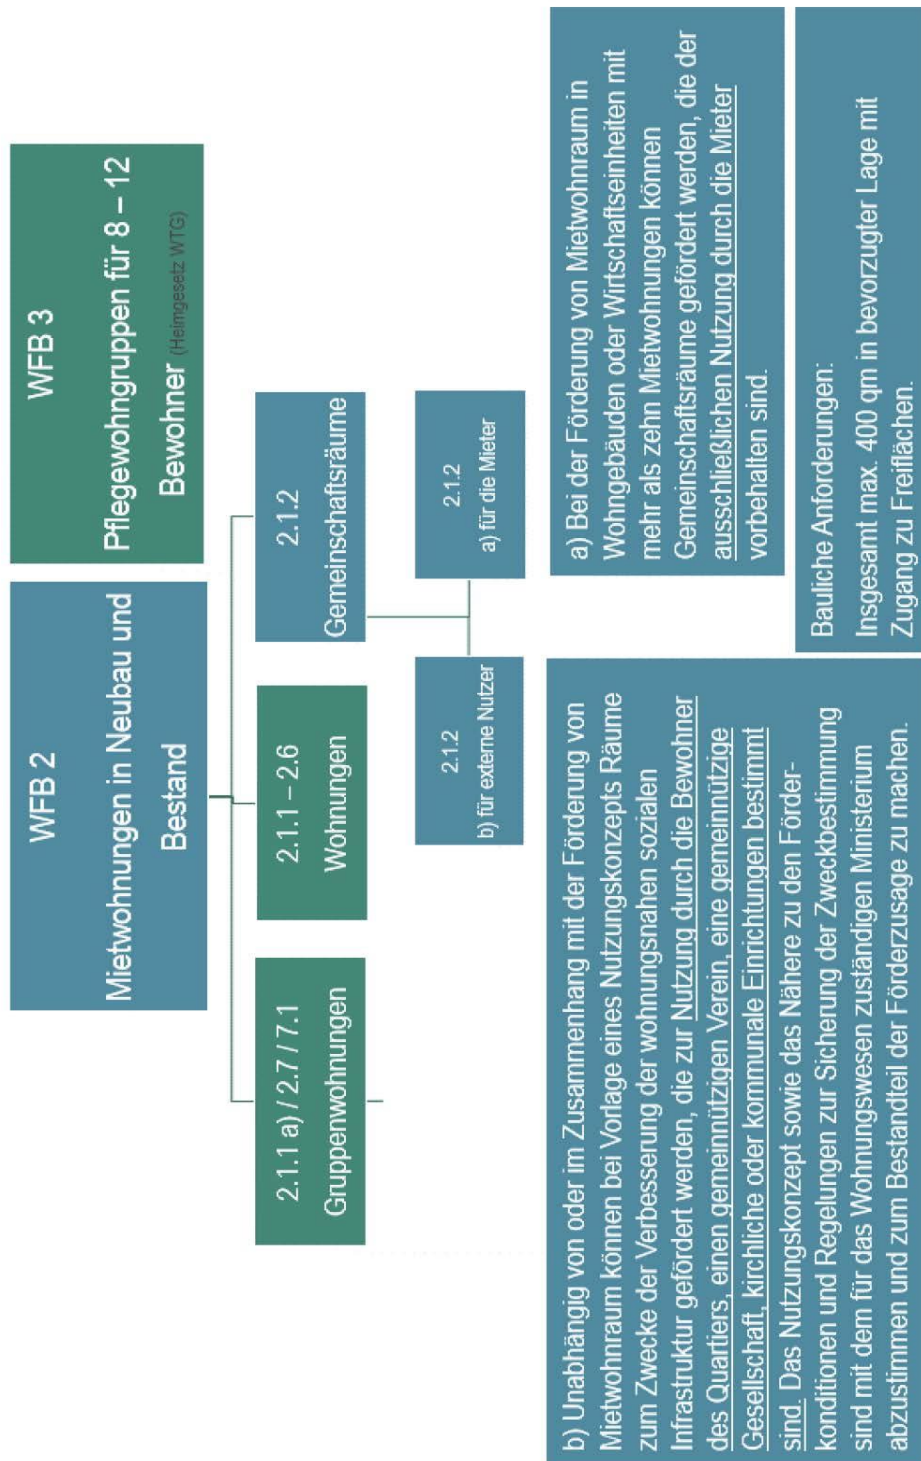 WFB 2
Mietwohnungen in Neubau und
Bestand
WFB 3
Pflegewohngruppen für 8 – 12
Bewohner (Heimgesetz WTG)
2.1.1 a) / 2.7 / 7.1
Gruppenwohnungen
2.1.1 – 2.6
Wohnungen
2.1.2
Gemeinschaftsräume
2.1.2
b) für externe Nutzer
2.1.2
a) für die Mieter
b) Unabhängig von oder im Zusammenhang mit der Förderung von
Mietwohnraum können bei Vorlage eines Nutzungskonzepts Räume
zum Zwecke der Verbesserung der wohnungsnahen sozialen
Infrastruktur gefördert werden, die zur Nutzung durch die Bewohner
des Quartiers, einen gemeinnützigen Verein, eine gemeinnützige
Gesellschaft, kirchliche oder kommunale Einrichtungen bestimmt
sind. Das Nutzungskonzept sowie das Nähere zu den Förder-
konditionen und Regelungen zur Sicherung der Zweckbestimmung
sind mit dem für das Wohnungswesen zuständigen Ministerium
abzustimmen und zum Bestandteil der Förderzusage zu machen.
a) Bei der Förderung von Mietwohnraum in
Wohngebäuden oder Wirtschaftseinheiten mit
mehr als zehn Mietwohnungen können
Gemeinschaftsräume gefördert werden, die der
ausschließlichen Nutzung durch die Mieter
vorbehalten sind.
Bauliche Anforderungen:
Insgesamt max. 400 qm in bevorzugter Lage mit
Zugang zu Freiflächen.